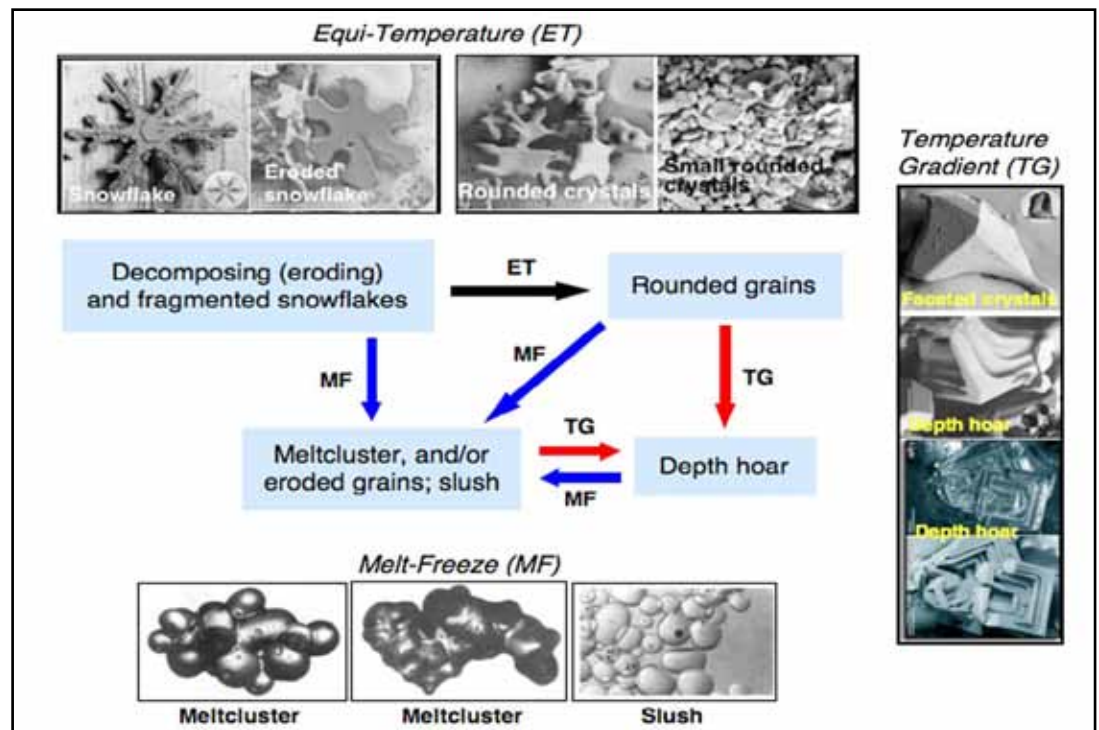 Equi-Temperature (ET)
Snowflake
Eroded
snowflake
Rounded crystals
Small rounded
crystals
Temperature
Gradient (TG)
Faceted crystals
Depth hoar
Depth hoar
Decomposing (eroding)
and fragmented snowflakes
ET
Rounded grains
MF
MF
TG
Meltcluster, and/or
eroded grains; slush
TG
MF
Depth hoar
Melt-Freeze (MF)
Meltcluster
Meltcluster
Slush